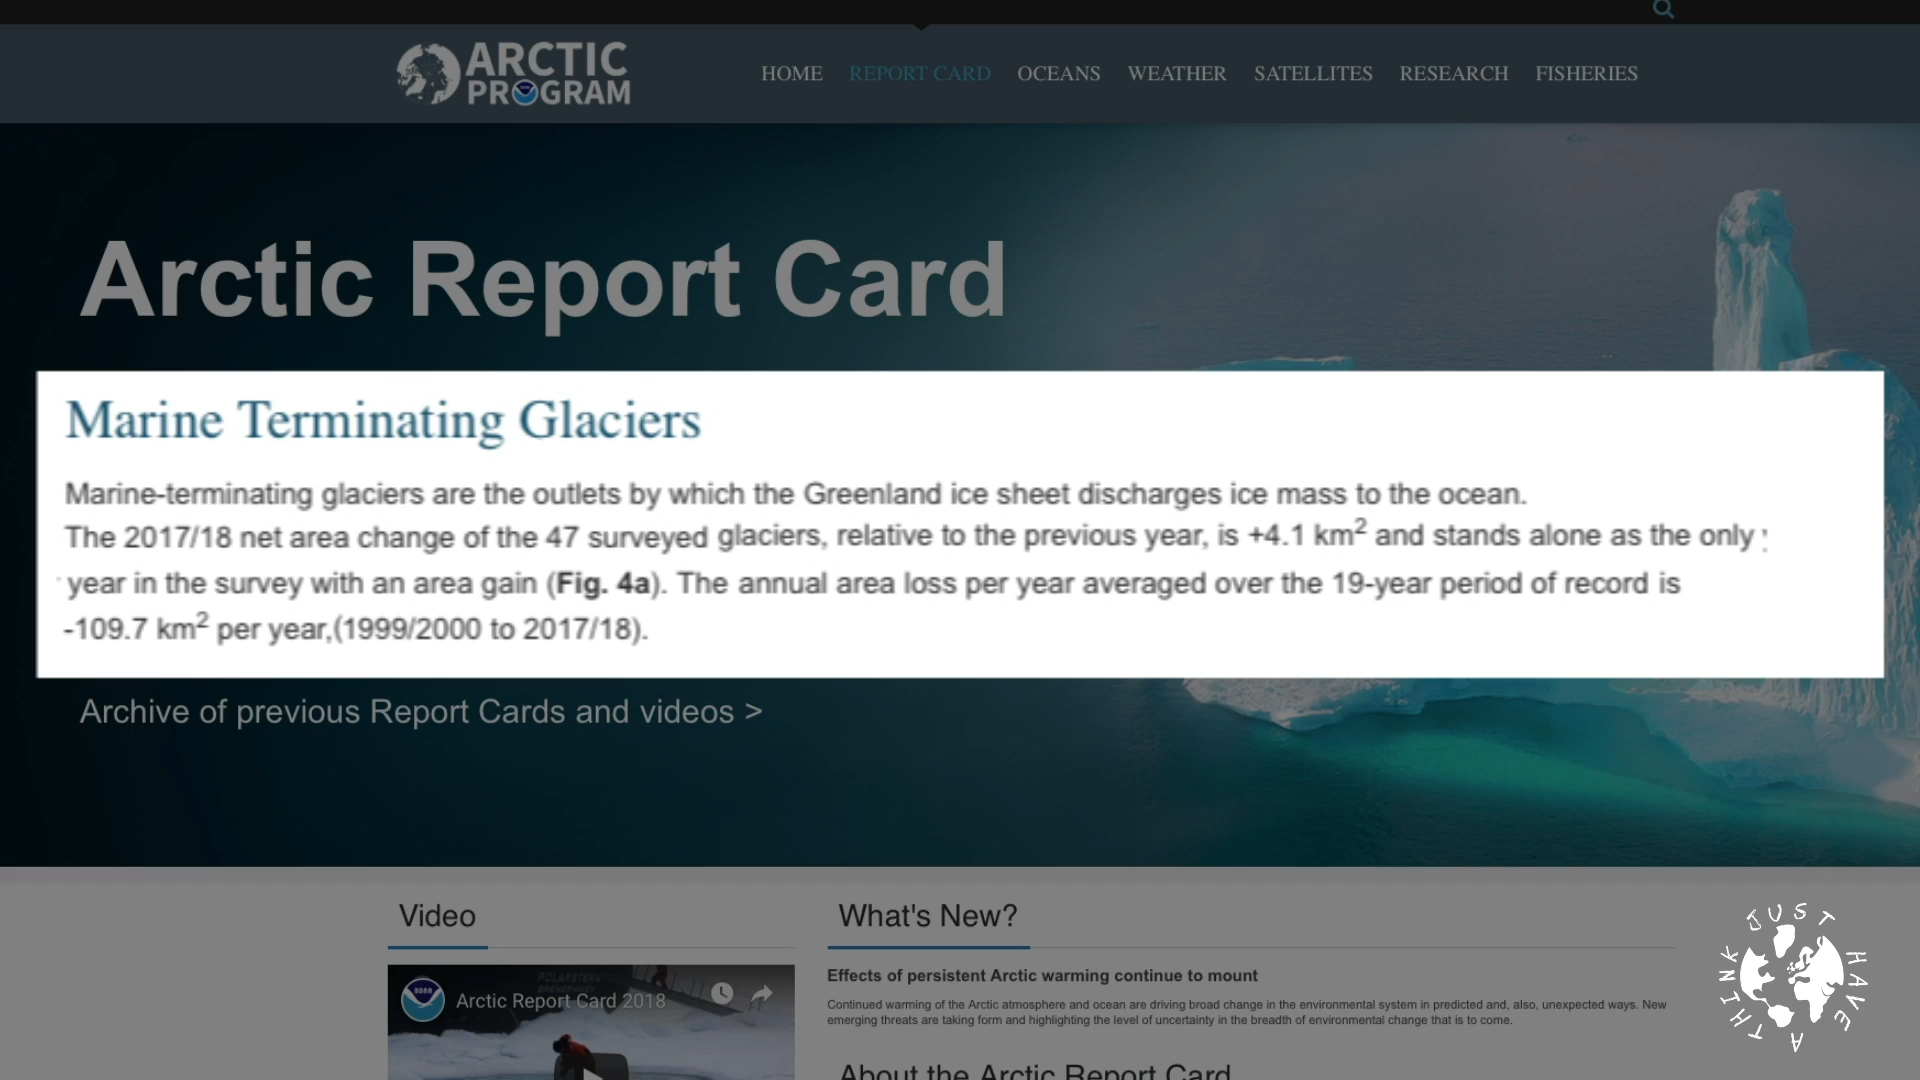 ARCTIC
PROGRAM
HOME
REPORT CARD
OCEANS
WEATHER
SATELLITES
RESEARCH
FISHERIES
Arctic Report Card
Marine Terminating Glaciers
Marine-terminating glaciers are the outlets by which the Greenland ice sheet discharges ice mass to the ocean.
The 2017/18 net area change of the 47 surveyed glaciers, relative to the previous year, is +4.1 km² and stands alone as the only
year in the survey with an area gain (Fig. 4a). The annual area loss per year averaged over the 19-year period of record is
-109.7 km² per year,(1999/2000 to 2017/18).
Archive of previous Report Cards and videos >
Video
What's New?
Effects of persistent Arctic warming continue to mount
Continued warming of the Arctic atmosphere and ocean are driving broad change in the environmental system in predicted and, also, unexpected ways. New
emerging threats are taking form and highlighting the level of uncertainty in the breadth of environmental change that is to come.
NOAA
Arctic Report Card 2018
About the Arctic Report Card
JUST HAVE A THINK